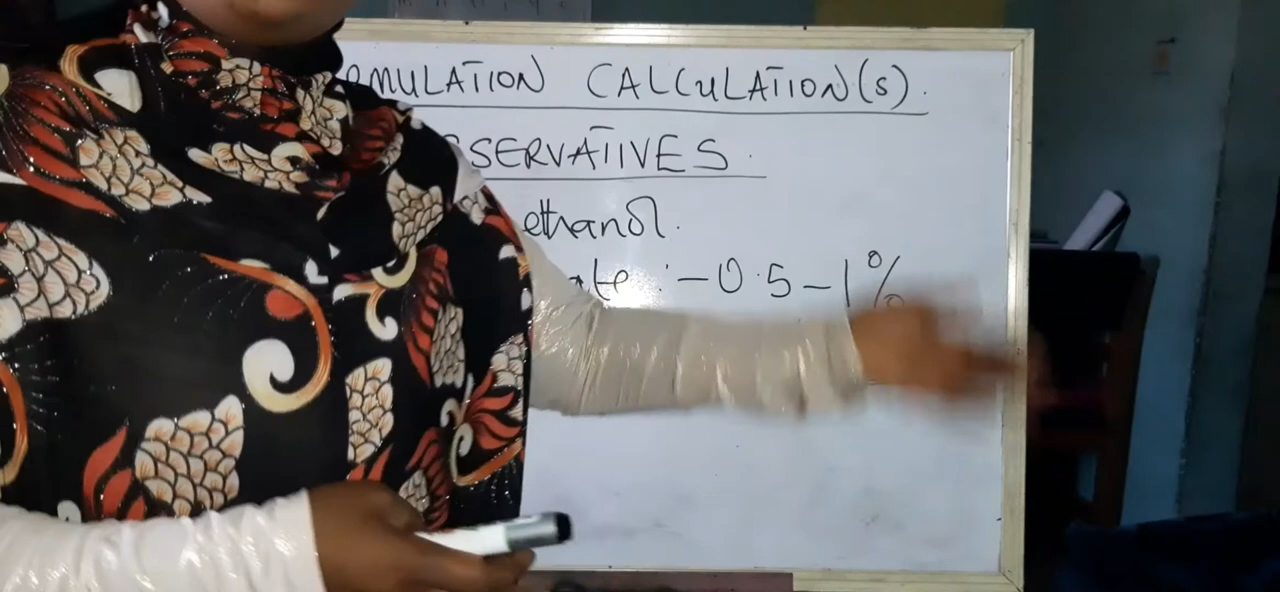 RMULATION CALCULATION(s).
SERVATIVES.
ethanol.
ate :- 0.5 - 1%